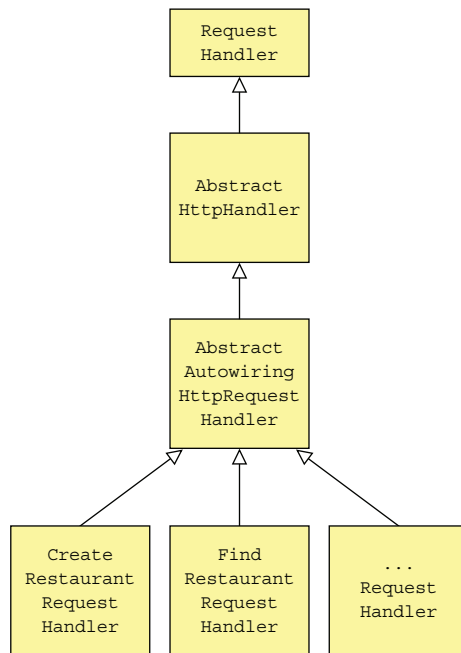 Request
Handler
Abstract
HttpHandler
Abstract
Autowiring
HttpRequest
Handler
Create
Restaurant
Request
Handler
Find
Restaurant
Request
Handler
...
Request
Handler